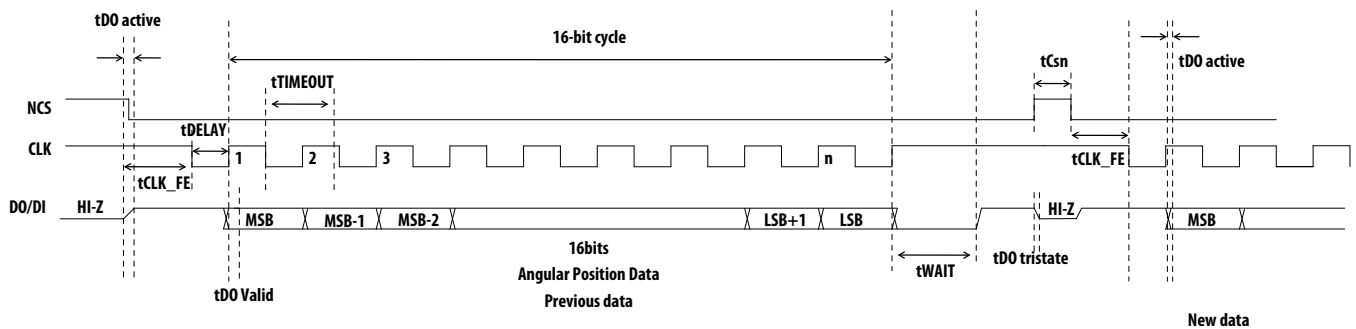 tDO active
16-bit cycle
tCsn
tDO active
tTIMEOUT
NCS
tDELAY
CLK
1
2
3
n
tCLK_FE
tCLK_FE
DO/DI
HI-Z
MSB
MSB-1
MSB-2
LSB+1
LSB
HI-Z
MSB
16bits
Angular Position Data
Previous data
tDO Valid
tWAIT
tDO tristate
New data